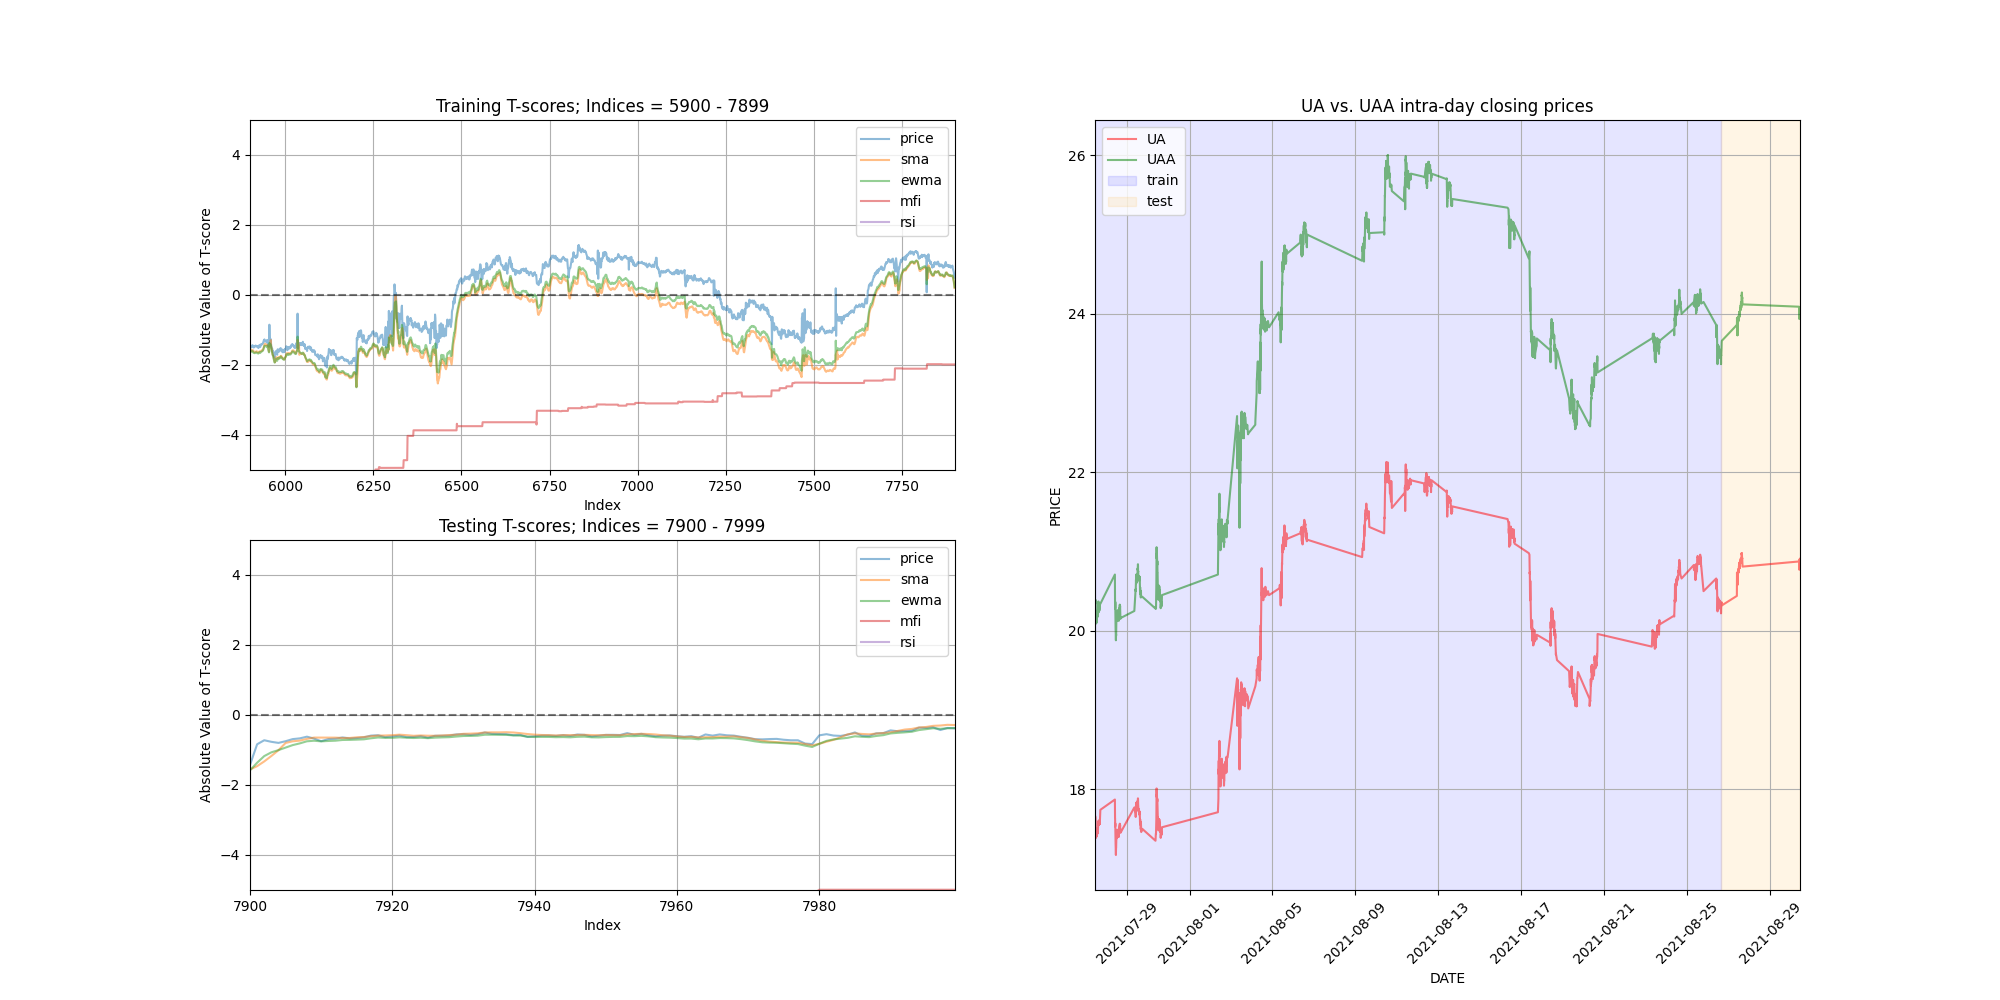 Training T-scores; Indices = 5900 - 7899
Absolute Value of T-score
4
2
0
−2
−4
price
sma
ewma
mfi
rsi
6000 6250 6500 6750 7000 7250 7500 7750
Index
Testing T-scores; Indices = 7900 - 7999
Absolute Value of T-score
4
2
0
−2
−4
price
sma
ewma
mfi
rsi
7900 7920 7940 7960 7980
Index
UA vs. UAA intra-day closing prices
UA
UAA
train
test
PRICE
26
24
22
20
18
2021-07-29 2021-08-01 2021-08-05 2021-08-09 2021-08-13 2021-08-17 2021-08-21 2021-08-25 2021-08-29
DATE